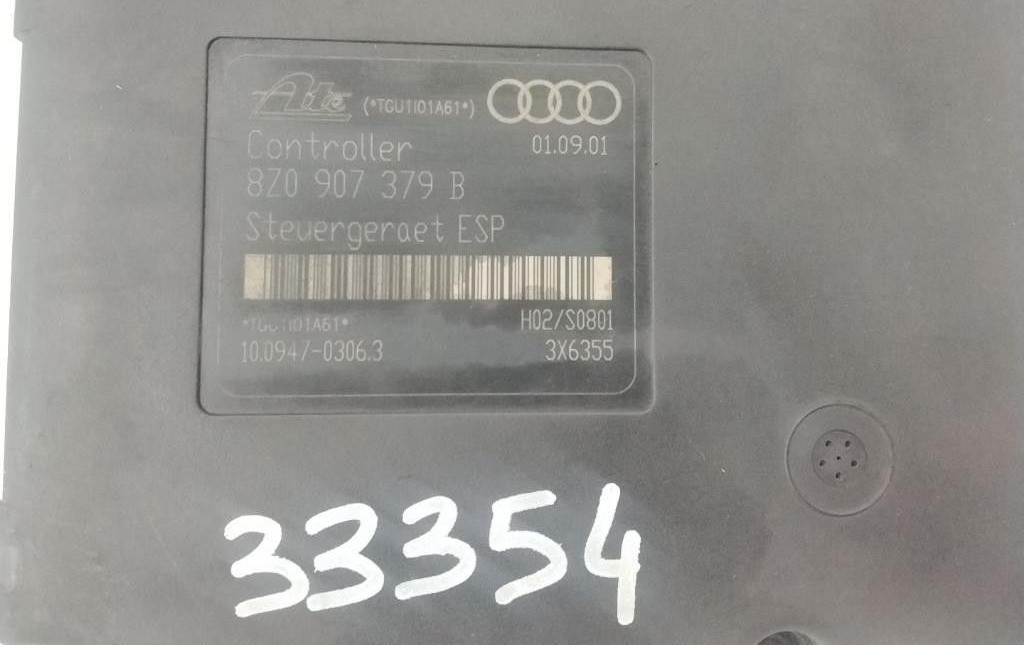 Ate (*TGU1I01A61*)
Controller 01.09.01
8Z0 907 379 B
Steuergeraet ESP
*TGU1I01A61* H02/S0801
10.0947-0306.3 3X6355
33354